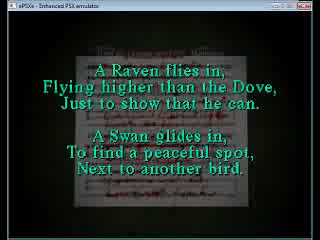 ePSXe - Enhanced PSX emulator
A Raven flies in,
Flying higher than the Dove,
Just to show that he can.
A Swan glides in,
To find a peaceful spot,
Next to another bird.